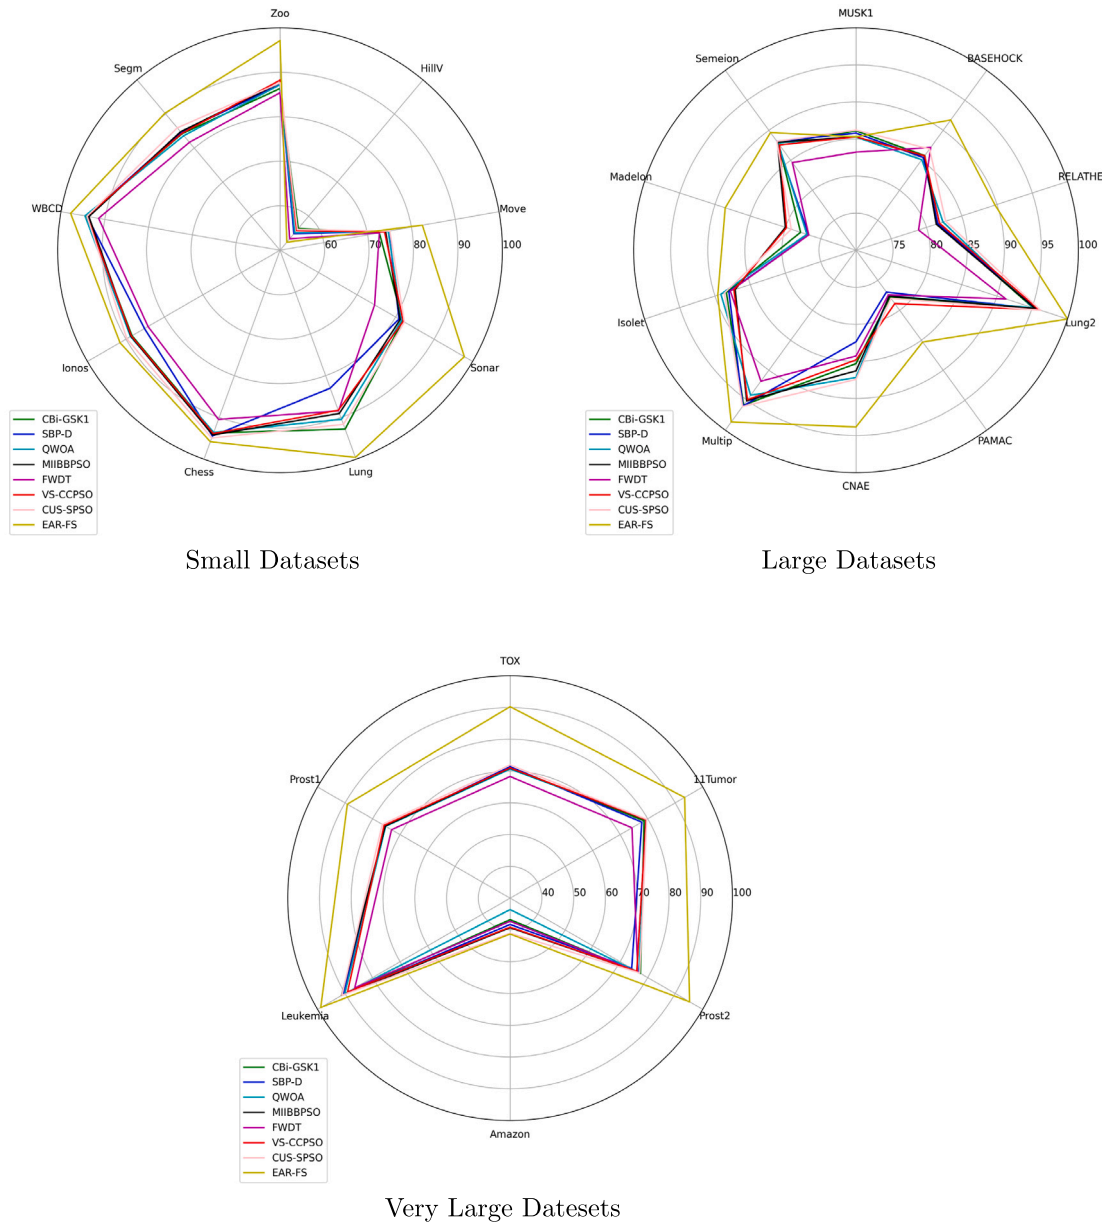 Zoo
Segm
HillV
WBCD
Move
60 70 80 90 100
Ionos
Sonar
Chess
Lung
CBi-GSK1
SBP-D
QWOA
MIIBBPSO
FWDT
VS-CCPSO
CUS-SPSO
EAR-FS
Small Datasets
MUSK1
Semeion
BASEHOCK
Madelon
RELATHE
75 80 85 90 95 100
Isolet
Lung2
Multip
PAMAC
CNAE
CBi-GSK1
SBP-D
QWOA
MIIBBPSO
FWDT
VS-CCPSO
CUS-SPSO
EAR-FS
Large Datasets
TOX
Prost1
11Tumor
40 50 60 70 80 90 100
Leukemia
Prost2
Amazon
CBi-GSK1
SBP-D
QWOA
MIIBBPSO
FWDT
VS-CCPSO
CUS-SPSO
EAR-FS
Very Large Datesets